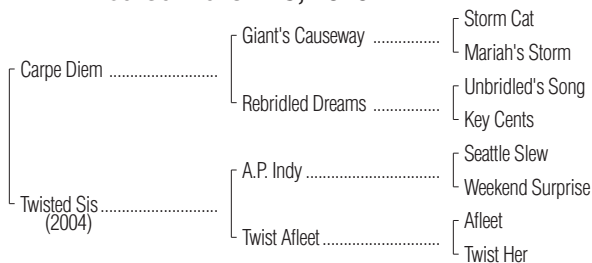 Carpe Diem
Giant's Causeway
Storm Cat
Mariah's Storm
Rebridled Dreams
Unbridled's Song
Key Cents
Twisted Sis
(2004)
A.P. Indy
Seattle Slew
Weekend Surprise
Twist Afleet
Afleet
Twist Her